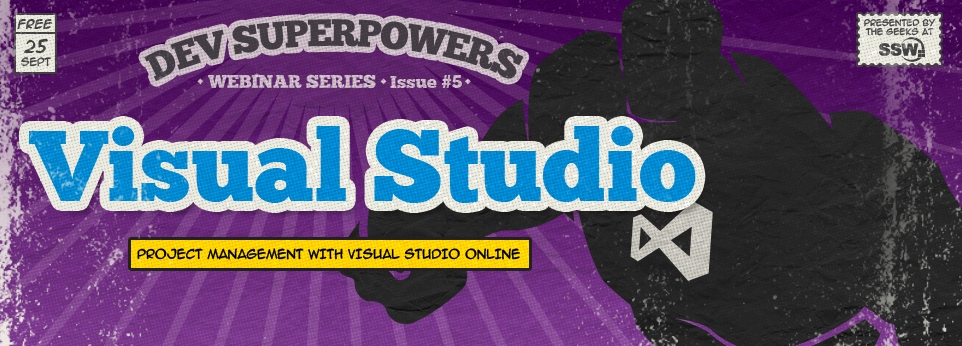 FREE
25
SEPT
DEV SUPERPOWERS
• WEBINAR SERIES • Issue #5 •
PRESENTED BY
THE GEEKS AT
SSW
Visual Studio
PROJECT MANAGEMENT WITH VISUAL STUDIO ONLINE